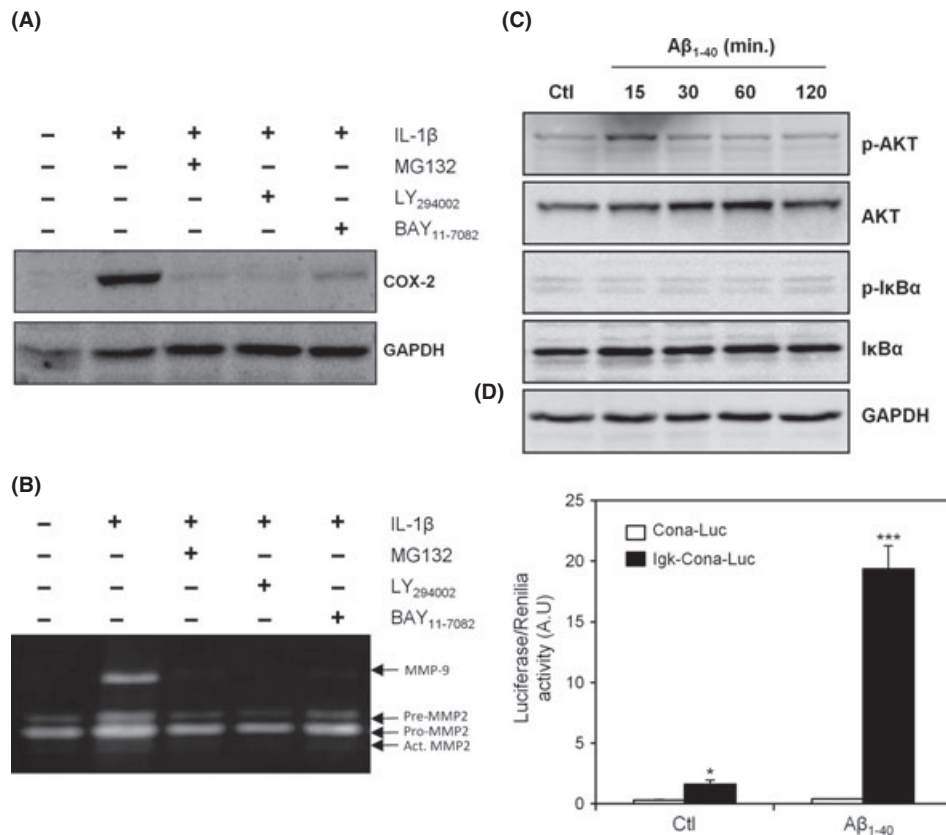 (A)
– + + + + IL-1β
– – + – – MG132
– – – + – LY294002
– – – – + BAY11-7082
COX-2
GAPDH
(B)
– + + + + IL-1β
– – + – – MG132
– – – + – LY294002
– – – – + BAY11-7082
MMP-9
Pre-MMP2
Pro-MMP2
Act. MMP2
(C)
Aβ1-40 (min.)
Ctl 15 30 60 120
p-AKT
AKT
p-IκBα
IκBα
GAPDH
(D)
25
20
15
10
5
0
Luciferase/Renilia
activity (A.U)
Cona-Luc
Igk-Cona-Luc
*
***
Ctl Aβ1-40